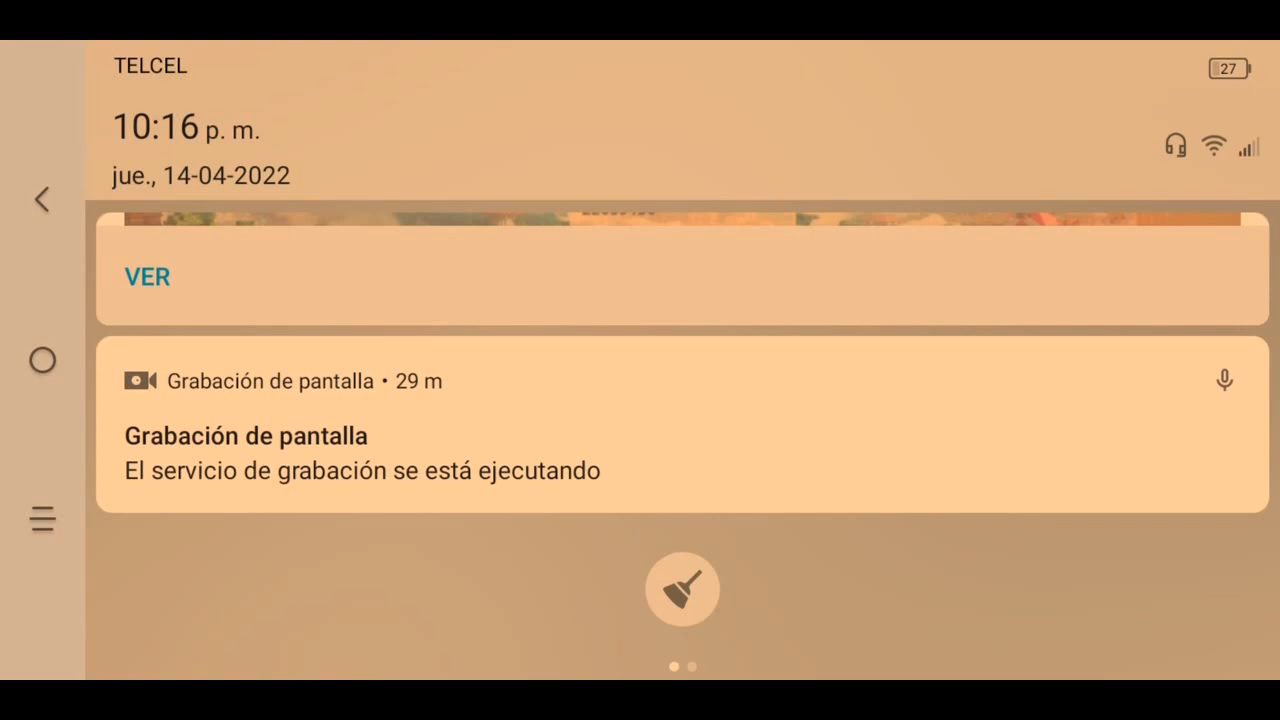 TELCEL
27
10:16 p. m.
jue., 14-04-2022
VER
Grabación de pantalla • 29 m
Grabación de pantalla
El servicio de grabación se está ejecutando